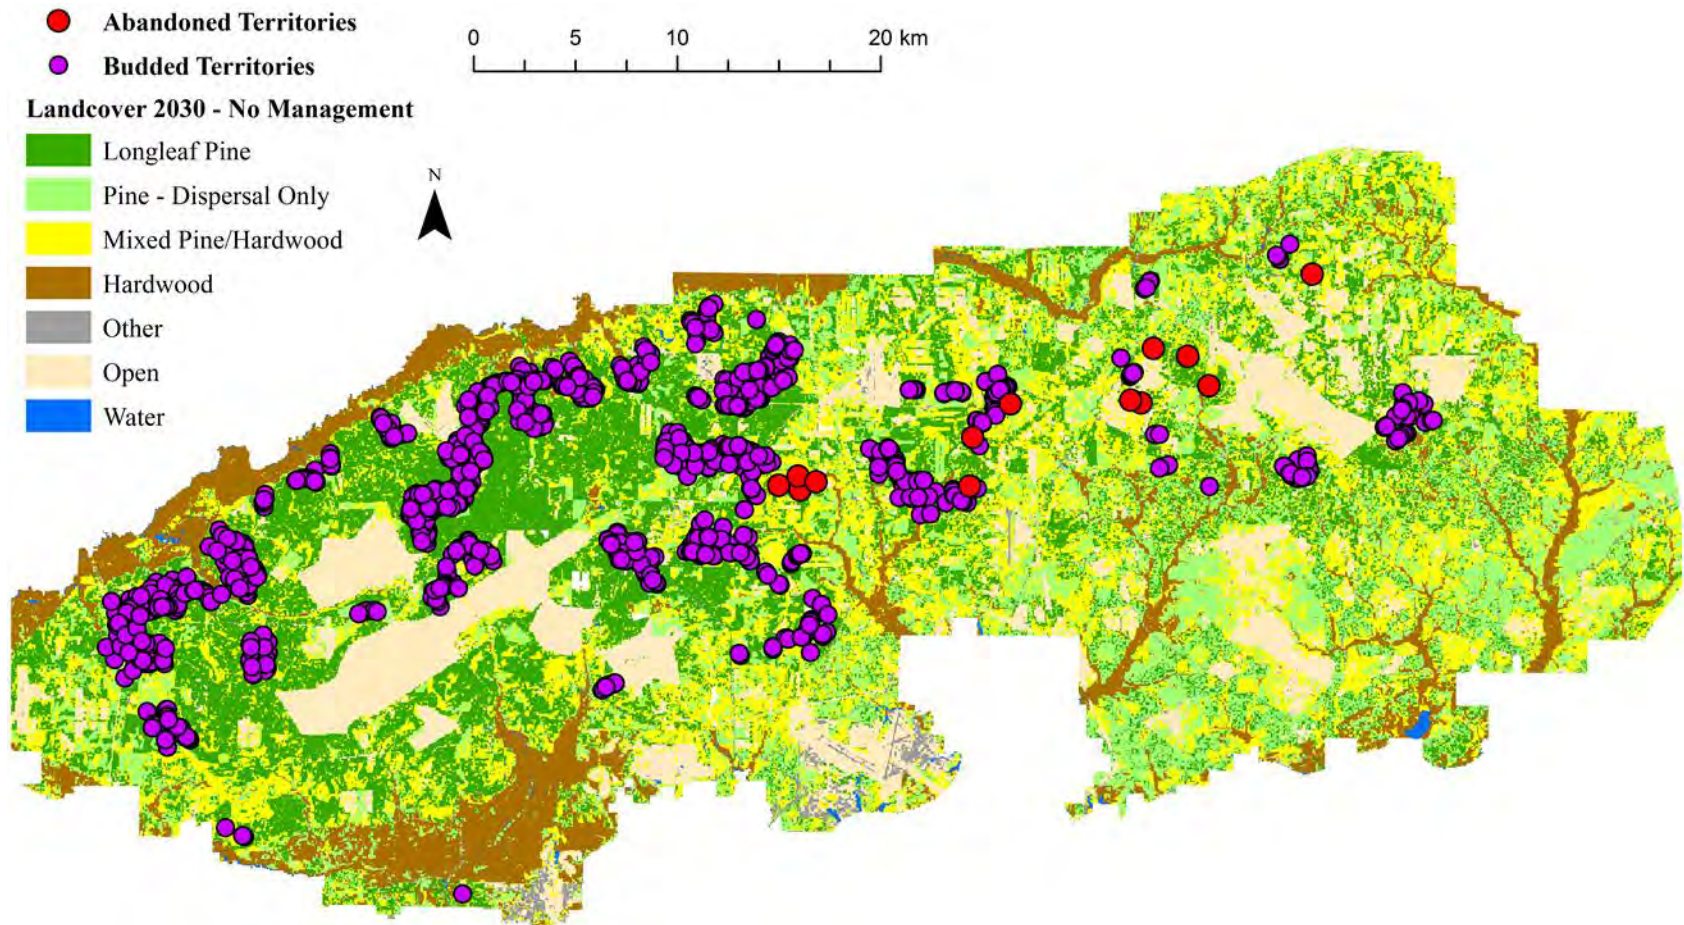 Abandoned Territories
Budded Territories
0 5 10 20 km
Landcover 2030 - No Management
Longleaf Pine
Pine - Dispersal Only
Mixed Pine/Hardwood
Hardwood
Other
Open
Water
N